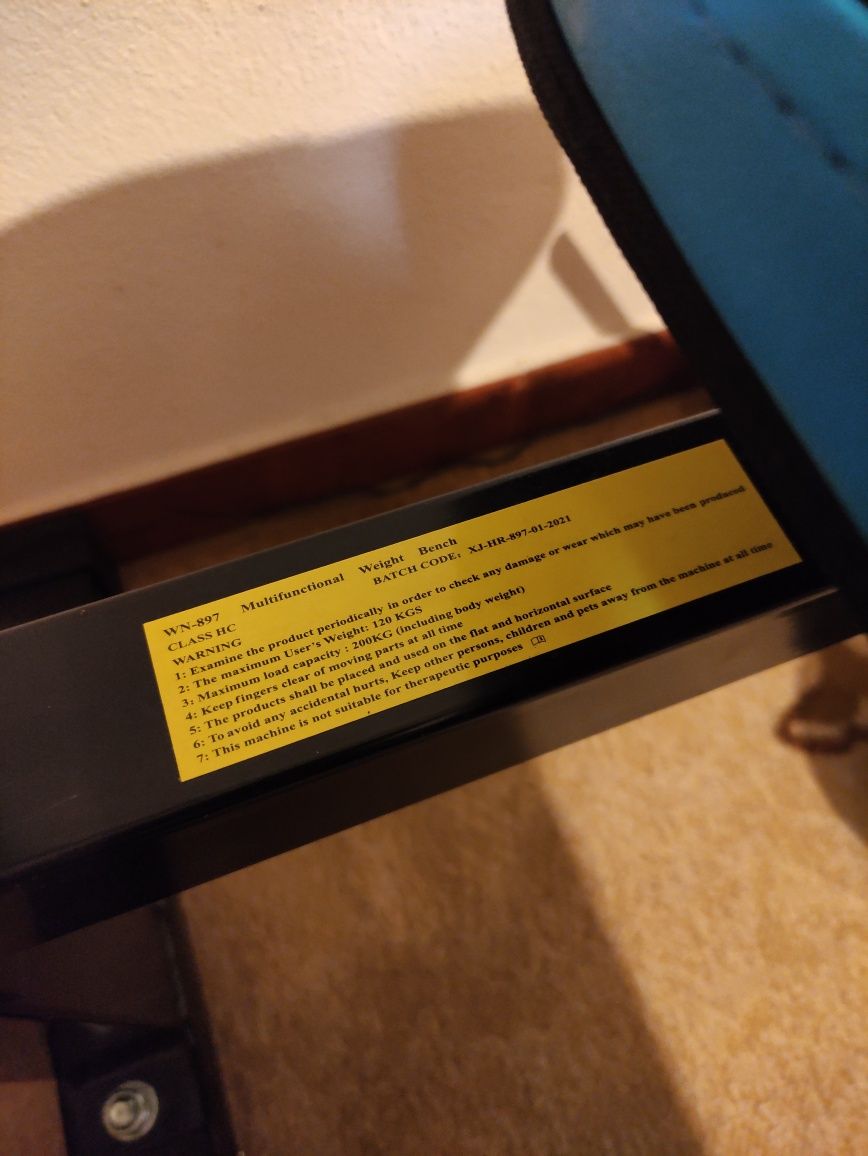 WN-897 Multifunctional Weight Bench
CLASS HC BATCH CODE: XJ-HR-897-01-2021
WARNING
1: Examine the product periodically in order to check any damage or wear which may have been produced
2: The maximum User's Weight: 120 KGS
3: Maximum load capacity : 200KG (including body weight)
4: Keep fingers clear of moving parts at all time
5: The products shall be placed and used on the flat and horizontal surface
6: To avoid any accidental hurts, Keep other persons, children and pets away from the machine at all time
7: This machine is not suitable for therapeutic purposes